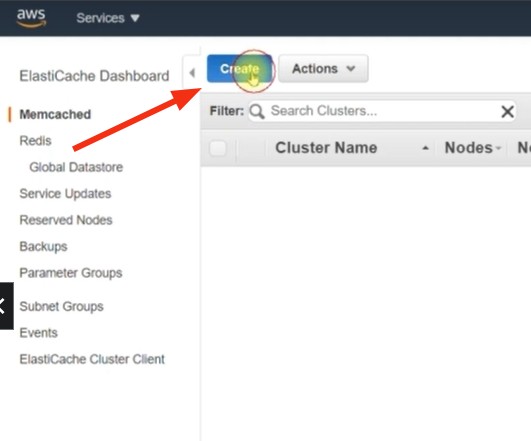 aws
Services ▼
ElastiCache Dashboard
Memcached
Redis
Global Datastore
Service Updates
Reserved Nodes
Backups
Parameter Groups
Subnet Groups
Events
ElastiCache Cluster Client
Create
Actions
Filter: Search Clusters...
Cluster Name
Nodes